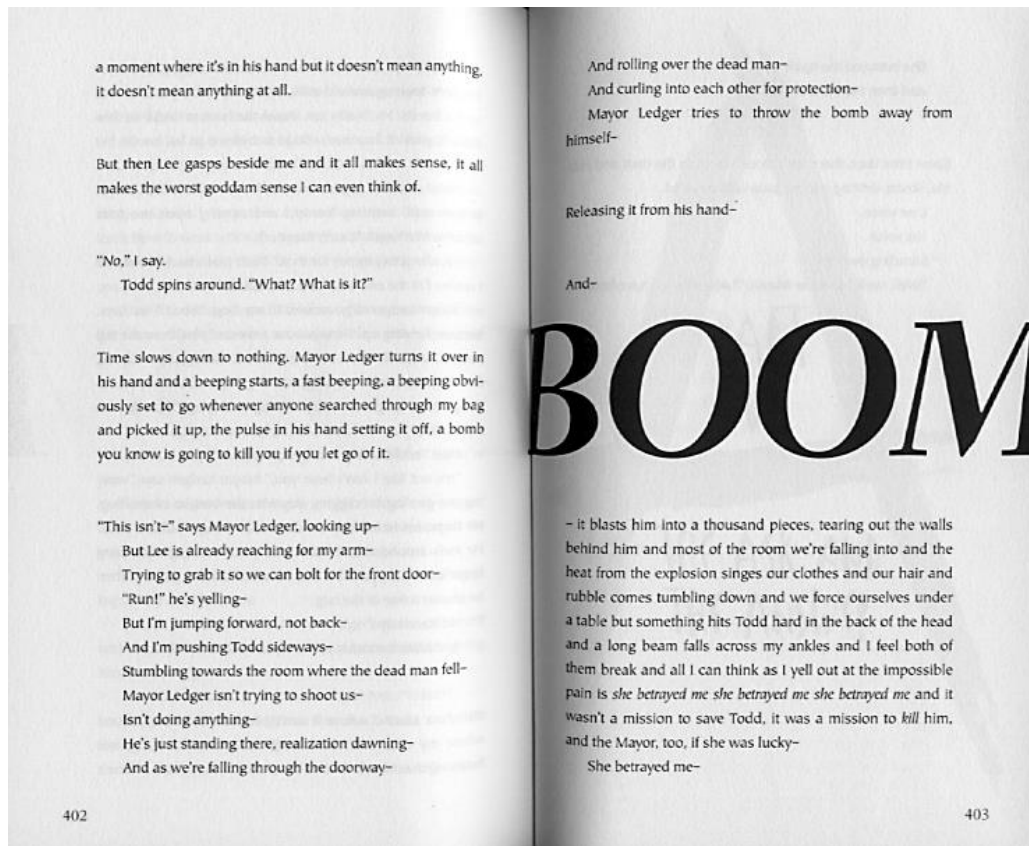 a moment where it's in his hand but it doesn't mean anything,
it doesn't mean anything at all.
But then Lee gasps beside me and it all makes sense, it all
makes the worst goddam sense I can even think of.
"No," I say.
Todd spins around. "What? What is it?"
Time slows down to nothing. Mayor Ledger turns it over in
his hand and a beeping starts, a fast beeping, a beeping obvi-
ously set to go whenever anyone searched through my bag
and picked it up, the pulse in his hand setting it off, a bomb
you know is going to kill you if you let go of it.
"This isn't–" says Mayor Ledger, looking up–
But Lee is already reaching for my arm–
Trying to grab it so we can bolt for the front door–
"Run!" he's yelling–
But I'm jumping forward, not back–
And I'm pushing Todd sideways–
Stumbling towards the room where the dead man fell–
Mayor Ledger isn't trying to shoot us–
Isn't doing anything–
He's just standing there, realization dawning–
And as we're falling through the doorway–
402
And rolling over the dead man–
And curling into each other for protection–
Mayor Ledger tries to throw the bomb away from
himself–
Releasing it from his hand–
And–
BOOM
– it blasts him into a thousand pieces, tearing out the walls
behind him and most of the room we're falling into and the
heat from the explosion singes our clothes and our hair and
rubble comes tumbling down and we force ourselves under
a table but something hits Todd hard in the back of the head
and a long beam falls across my ankles and I feel both of
them break and all I can think as I yell out at the impossible
pain is she betrayed me she betrayed me she betrayed me and it
wasn't a mission to save Todd, it was a mission to kill him,
and the Mayor, too, if she was lucky–
She betrayed me–
403